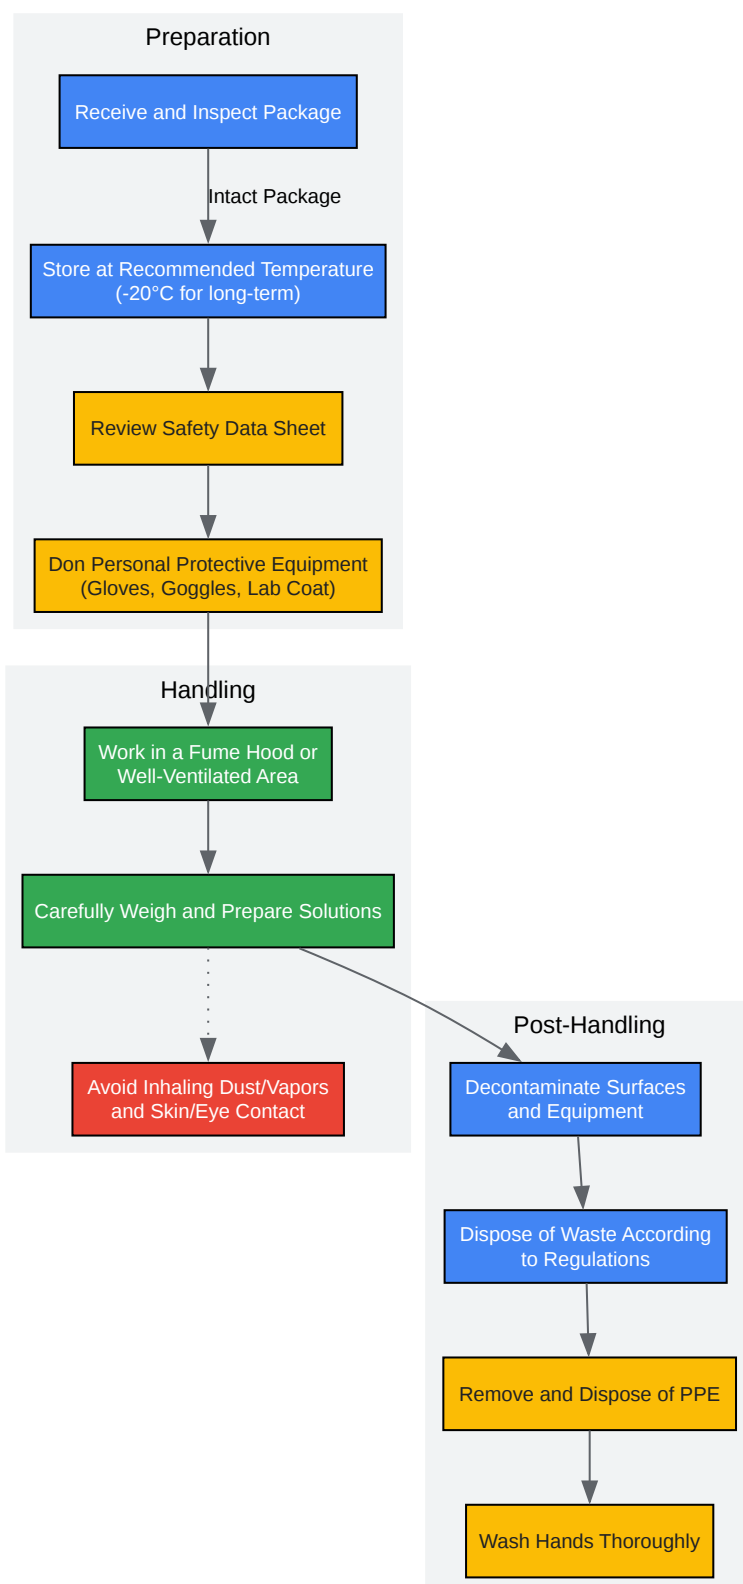 Preparation
Receive and Inspect Package
Intact Package
Store at Recommended Temperature
(-20°C for long-term)
Review Safety Data Sheet
Don Personal Protective Equipment
(Gloves, Goggles, Lab Coat)
Handling
Work in a Fume Hood or
Well-Ventilated Area
Carefully Weigh and Prepare Solutions
Avoid Inhaling Dust/Vapors
and Skin/Eye Contact
Post-Handling
Decontaminate Surfaces
and Equipment
Dispose of Waste According
to Regulations
Remove and Dispose of PPE
Wash Hands Thoroughly